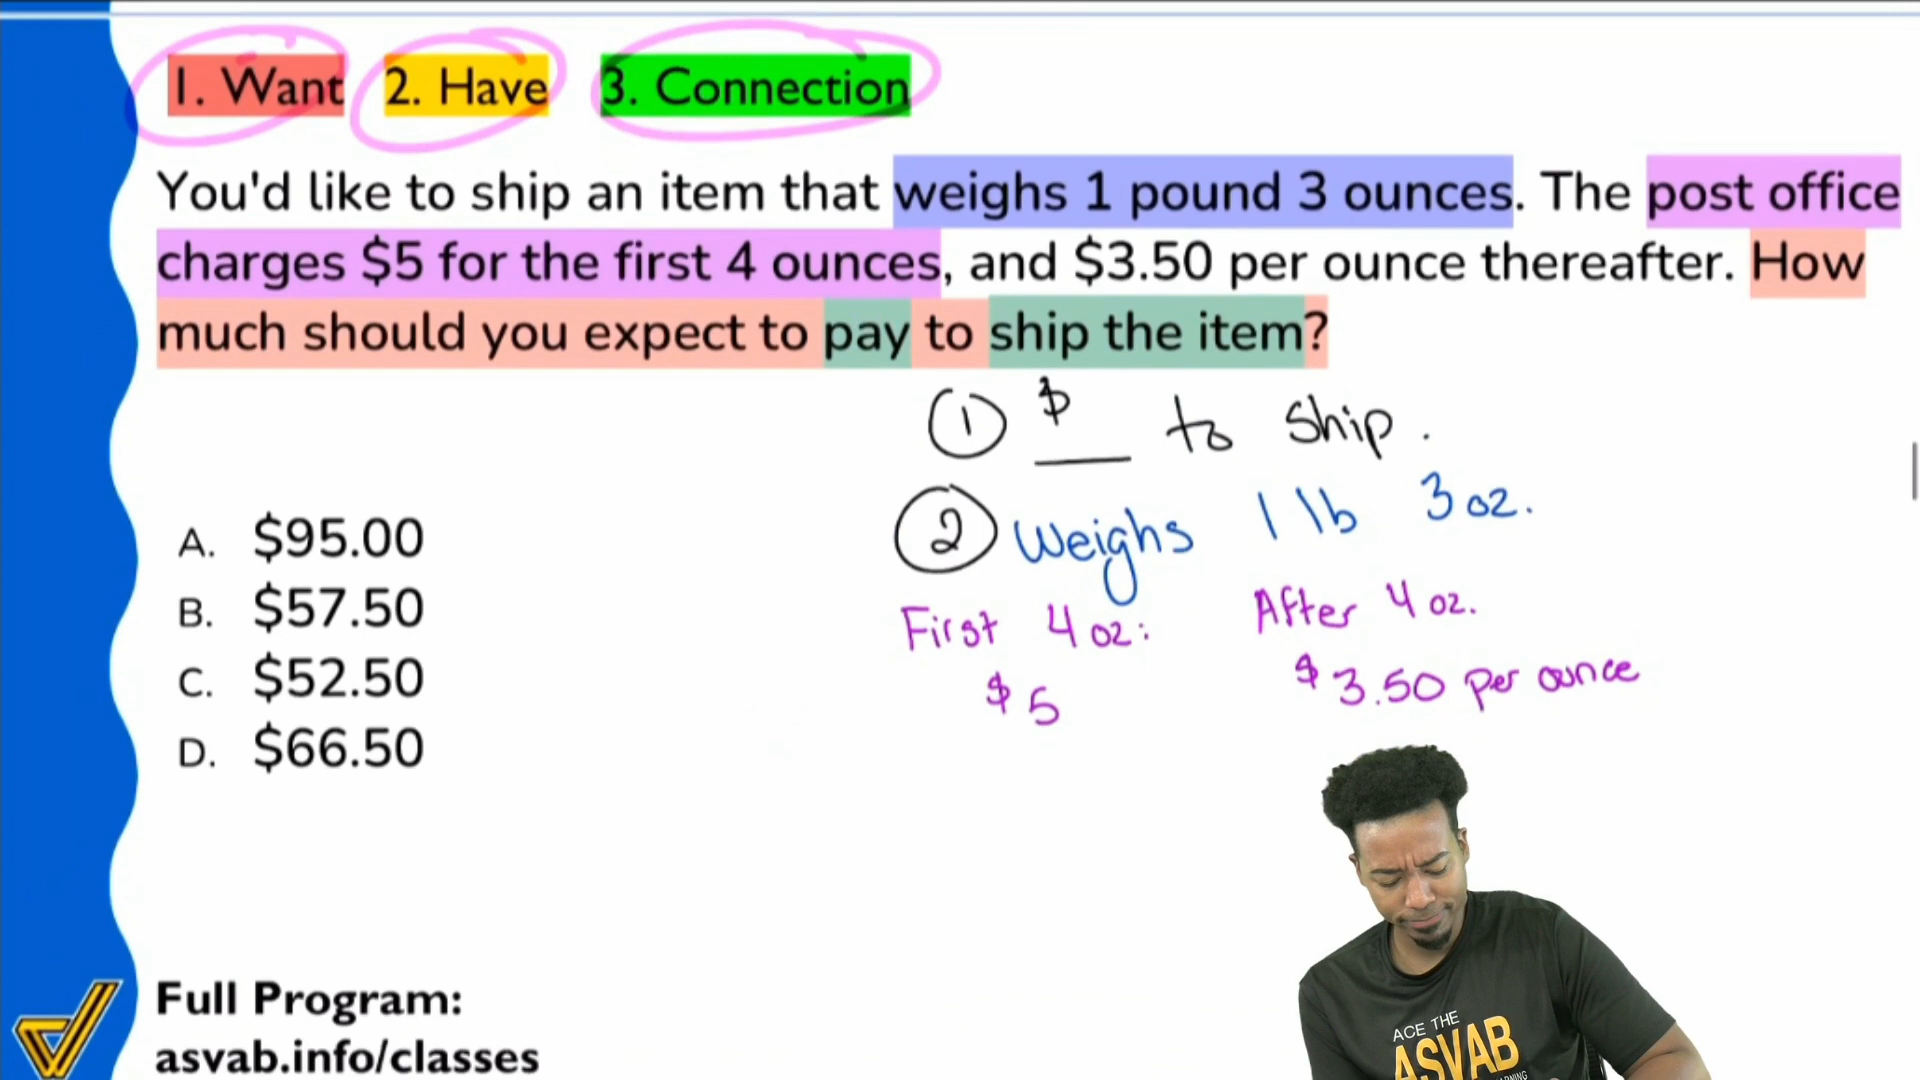 1. Want 2. Have 3. Connection
You'd like to ship an item that weighs 1 pound 3 ounces. The post office
charges $5 for the first 4 ounces, and $3.50 per ounce thereafter. How
much should you expect to pay to ship the item?
1 $ __ to ship.
2 Weighs 1 lb 3 oz.
First 4 oz: After 4 oz.
$5 $3.50 per ounce
A. $95.00
B. $57.50
C. $52.50
D. $66.50
Full Program:
asvab.info/classes
ACE THE
ASVAB